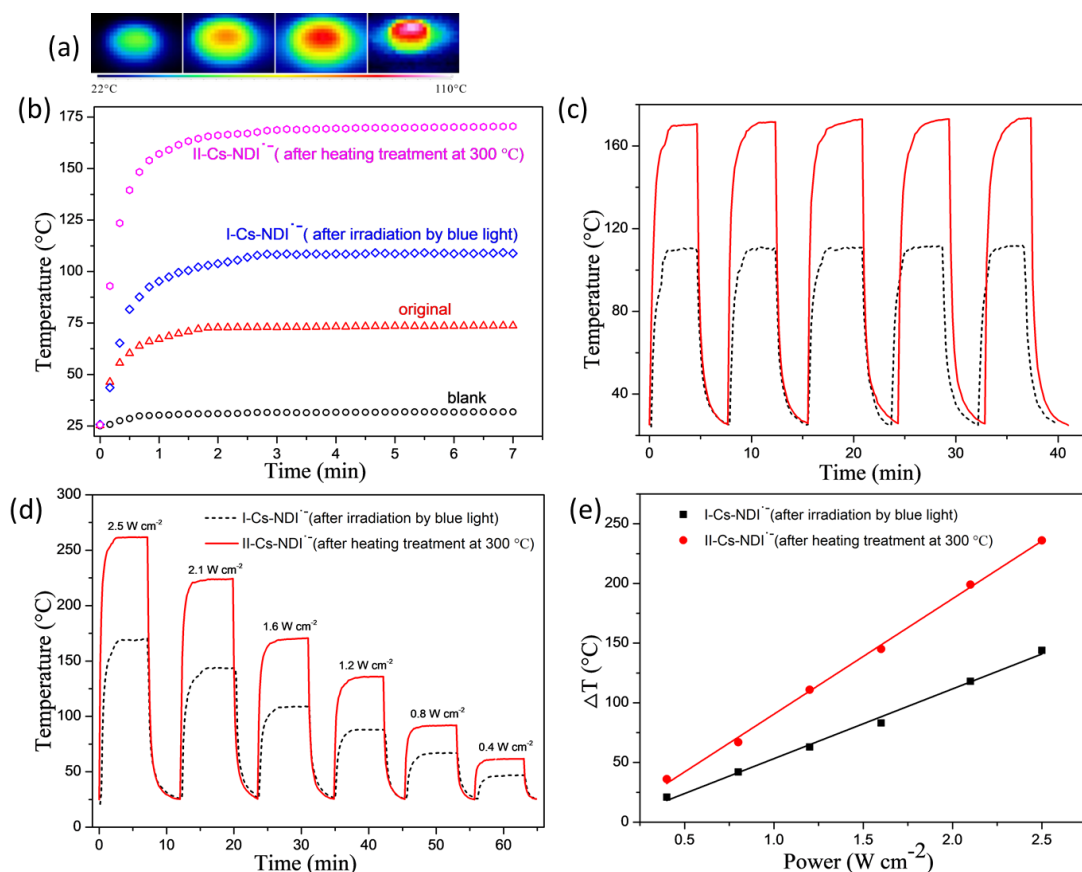 (a)
22°C
110°C
(b)
Temperature (°C)
175
150
125
100
75
50
25
II-Cs-NDI·− ( after heating treatment at 300 °C)
I-Cs-NDI·− ( after irradiation by blue light)
original
blank
0 1 2 3 4 5 6 7
Time (min)
(c)
Temperature (°C)
160
120
80
40
0 10 20 30 40
Time (min)
(d)
Temperature (°C)
300
250
200
150
100
50
0
I-Cs-NDI·− (after irradiation by blue light)
II-Cs-NDI·− (after heating treatment at 300 °C)
2.5 W cm-2
2.1 W cm-2
1.6 W cm-2
1.2 W cm-2
0.8 W cm-2
0.4 W cm-2
0 10 20 30 40 50 60
Time (min)
(e)
ΔT (°C)
250
200
150
100
50
0
I-Cs-NDI·− (after irradiation by blue light)
II-Cs-NDI·− (after heating treatment at 300 °C)
0.5 1.0 1.5 2.0 2.5
Power (W cm-2)